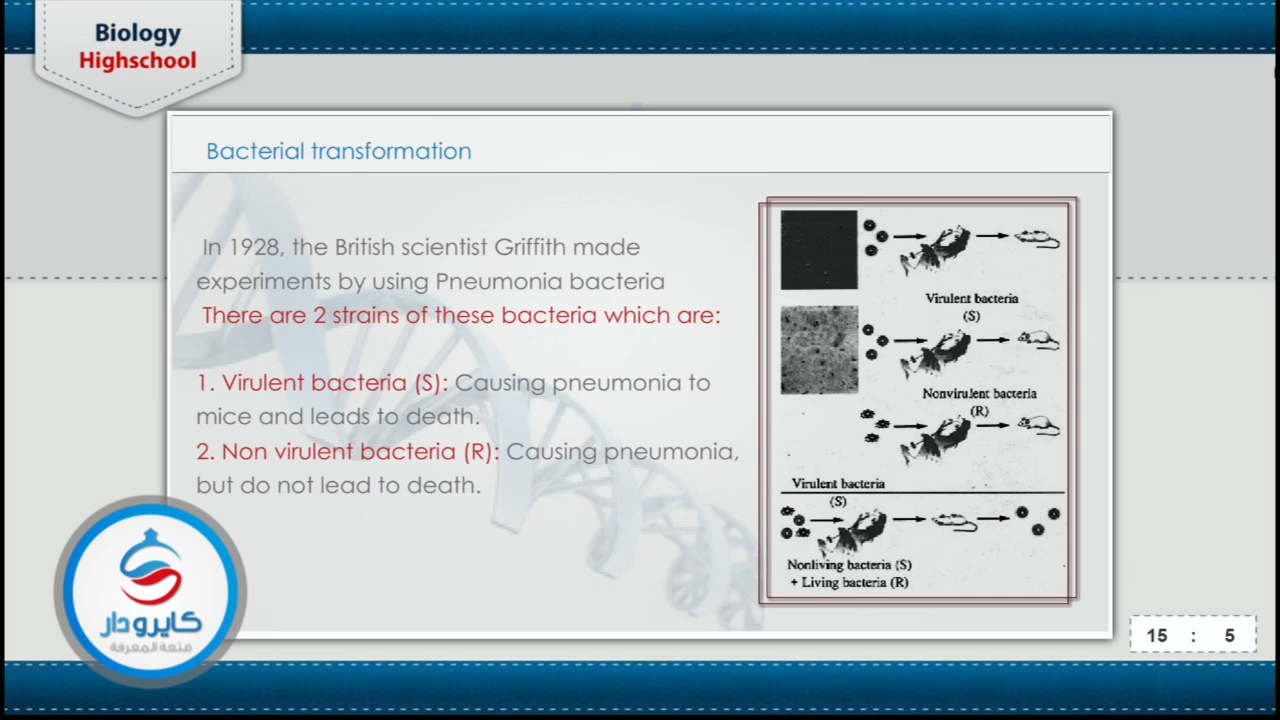 Biology
Highschool
Bacterial transformation
In 1928, the British scientist Griffith made
experiments by using Pneumonia bacteria
There are 2 strains of these bacteria which are:
1. Virulent bacteria (S): Causing pneumonia to
mice and leads to death.
2. Non virulent bacteria (R): Causing pneumonia,
but do not lead to death.
Virulent bacteria
(S)
Nonvirulent bacteria
(R)
Virulent bacteria
(S)
Nonliving bacteria (S)
+ Living bacteria (R)
كايرودار
متعة المعرفة
15 : 5